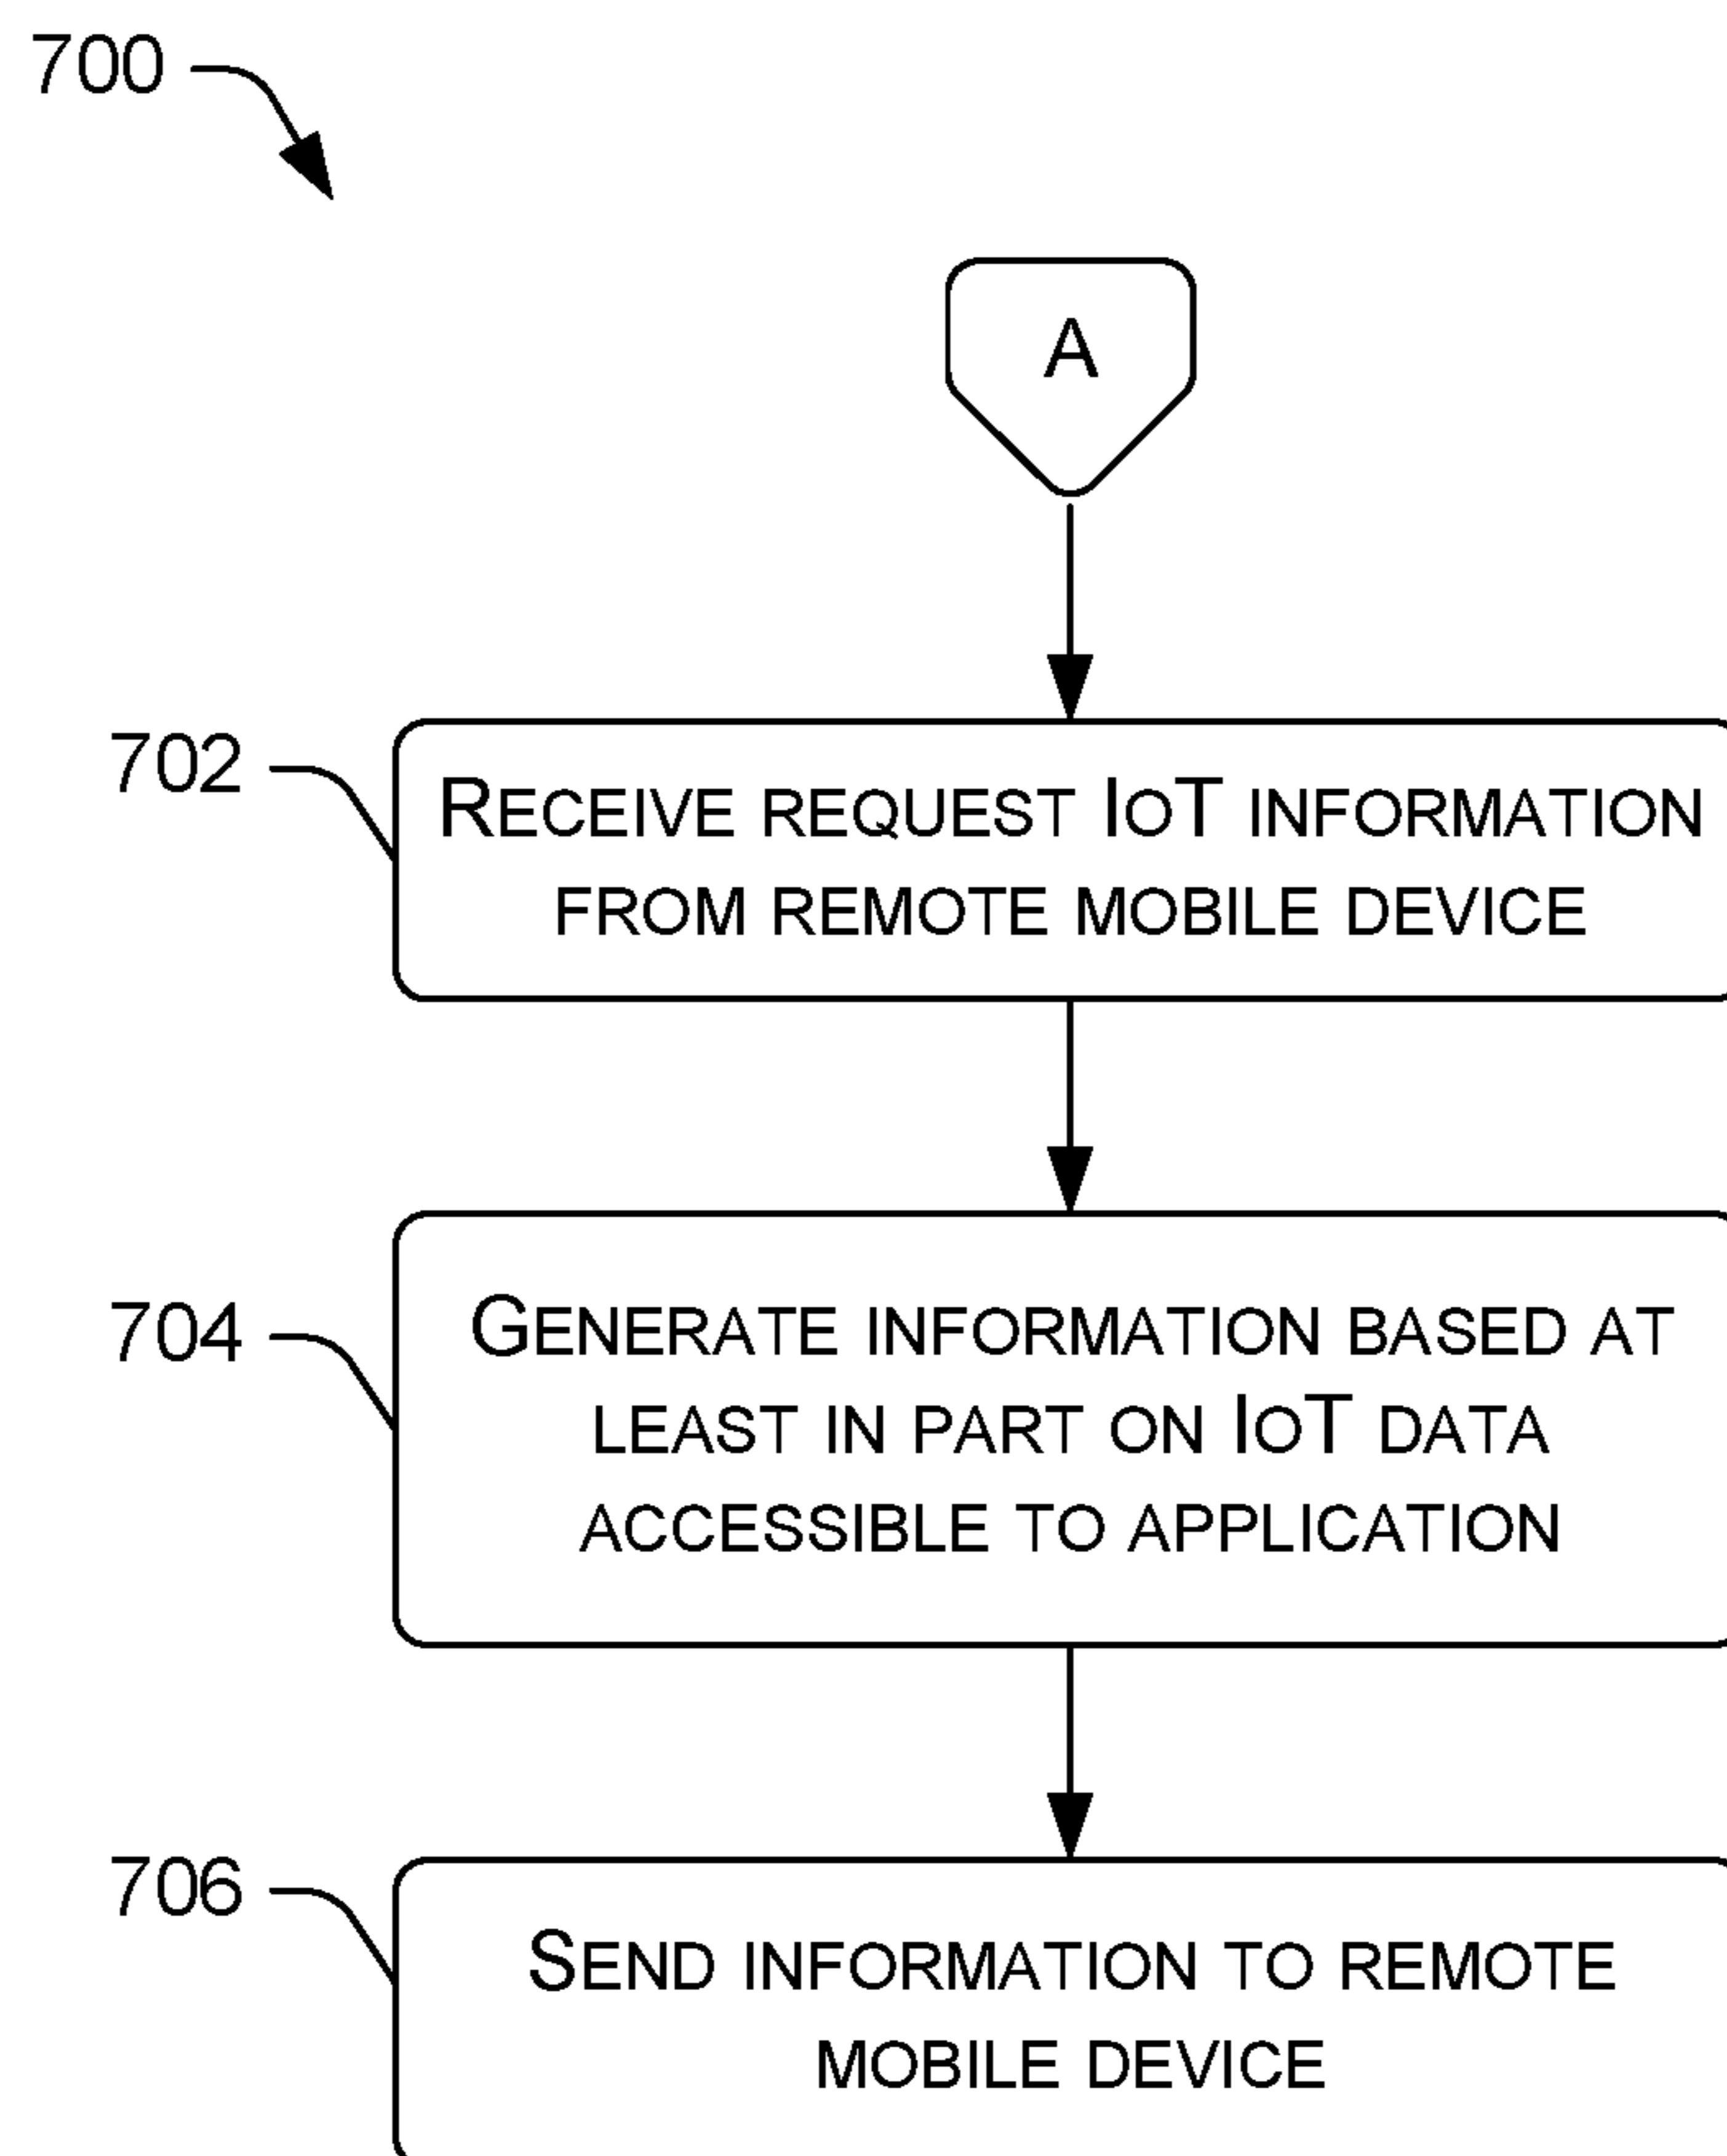 700
A
702
RECEIVE REQUEST IOT INFORMATION
FROM REMOTE MOBILE DEVICE
704
GENERATE INFORMATION BASED AT
LEAST IN PART ON IOT DATA
ACCESSIBLE TO APPLICATION
706
SEND INFORMATION TO REMOTE
MOBILE DEVICE